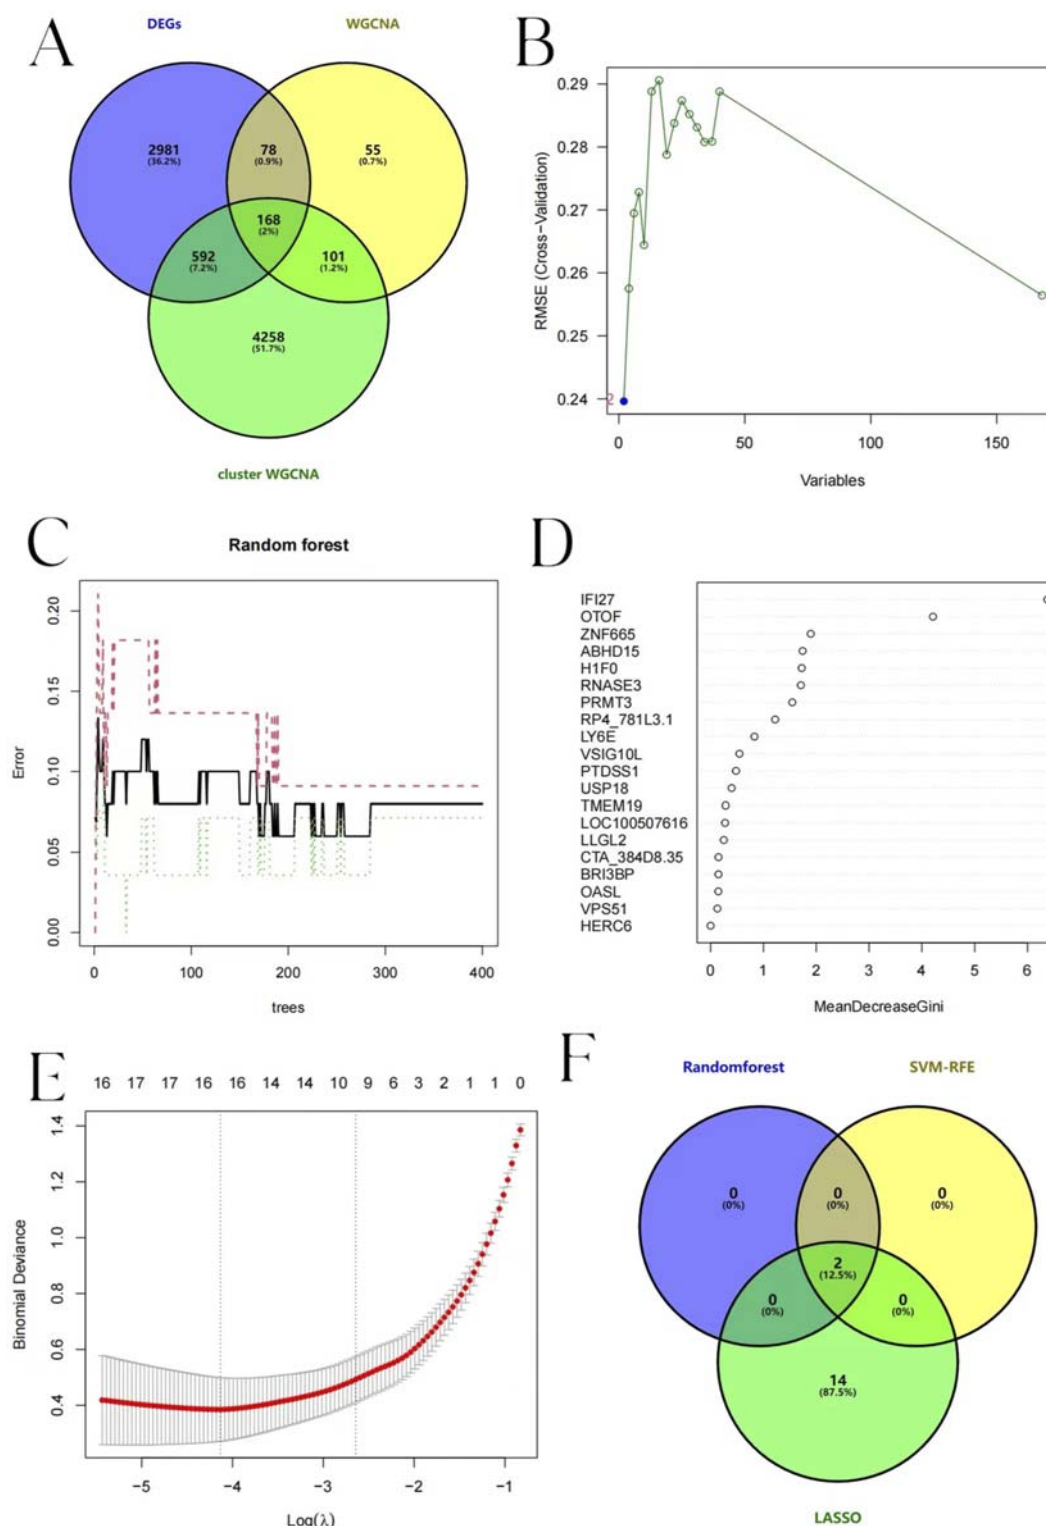 A
DEGs
WGCNA
2981
(36.2%)
78
(0.9%)
55
(0.7%)
168
(2%)
592
(7.2%)
101
(1.2%)
4258
(51.7%)
cluster WGCNA
B
RMSE (Cross-Validation)
0.29
0.28
0.27
0.26
0.25
0.24
2
0
50
100
150
Variables
C
Random forest
Error
0.20
0.15
0.10
0.05
0.00
0
100
200
300
400
trees
D
IFI27
OTOF
ZNF665
ABHD15
H1F0
RNASE3
PRMT3
RP4_781L3.1
LY6E
VSIG10L
PTDSS1
USP18
TMEM19
LOC100507616
LLGL2
CTA_384D8.35
BRI3BP
OASL
VPS51
HERC6
0
1
2
3
4
5
6
MeanDecreaseGini
E
16 17 17 16 16 14 14 10 9 6 3 2 1 1 0
Binomial Deviance
1.4
1.2
1.0
0.8
0.6
0.4
−5
−4
−3
−2
−1
Log(λ)
F
Randomforest
SVM-RFE
0
(0%)
0
(0%)
0
(0%)
2
(12.5%)
0
(0%)
0
(0%)
14
(87.5%)
LASSO